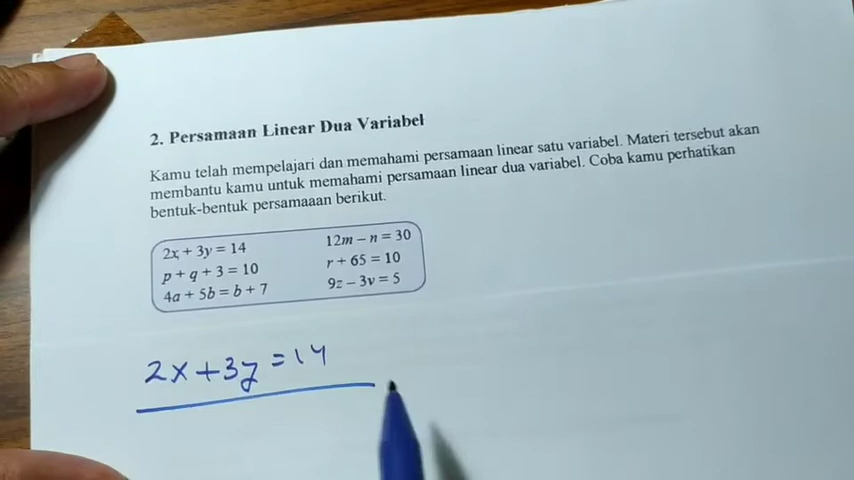 2. Persamaan Linear Dua Variabel
Kamu telah mempelajari dan memahami persamaan linear satu variabel. Materi tersebut akan
membantu kamu untuk memahami persamaan linear dua variabel. Coba kamu perhatikan
bentuk-bentuk persamaaan berikut.
2x + 3y = 14
p + q + 3 = 10
4a + 5b = b + 7
12m – n = 30
r + 65 = 10
9z – 3v = 5
2x + 3y = 14